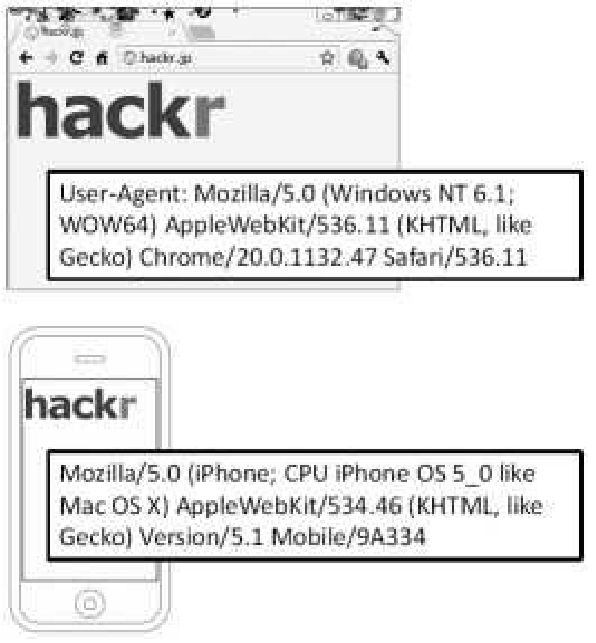 hackr.jp
hackr
User-Agent: Mozilla/5.0 (Windows NT 6.1;
WOW64) AppleWebKit/536.11 (KHTML, like
Gecko) Chrome/20.0.1132.47 Safari/536.11
hackr
Mozilla/5.0 (iPhone; CPU iPhone OS 5_0 like
Mac OS X) AppleWebKit/534.46 (KHTML, like
Gecko) Version/5.1 Mobile/9A334